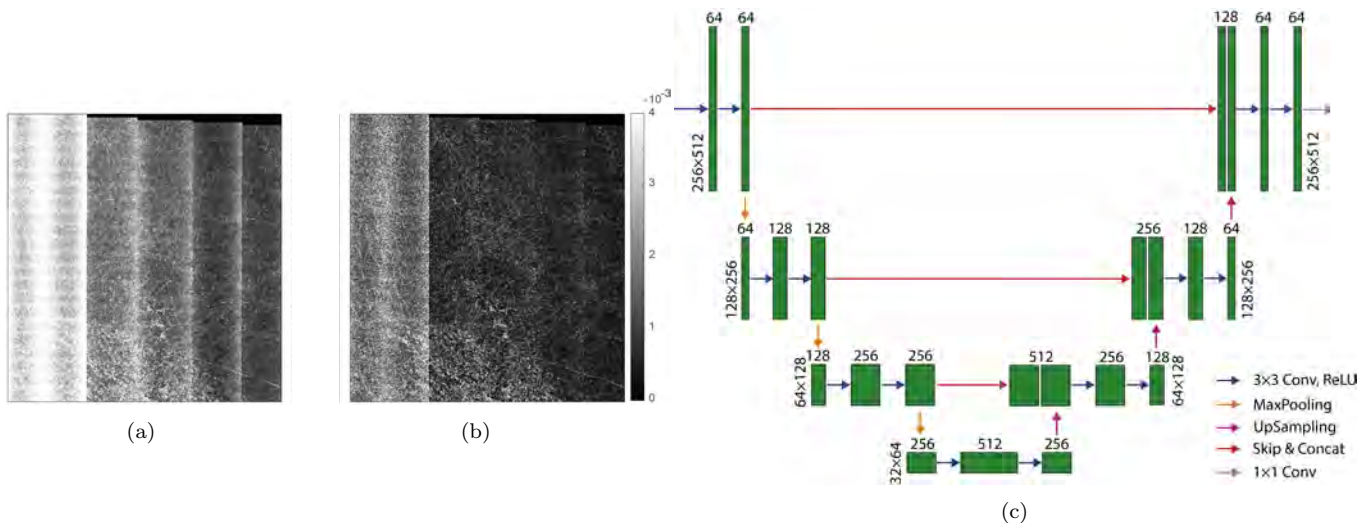 64 64 128 64 64
·10⁻³
4
3
2
1
0
256×512
256×512
64 128 128 256 128 64
128×256
128×256
128 256 256 512 256 128
64×128
64×128
256 512 256
32×64
3×3 Conv, ReLU
MaxPooling
UpSampling
Skip & Concat
1×1 Conv
(a)
(b)
(c)